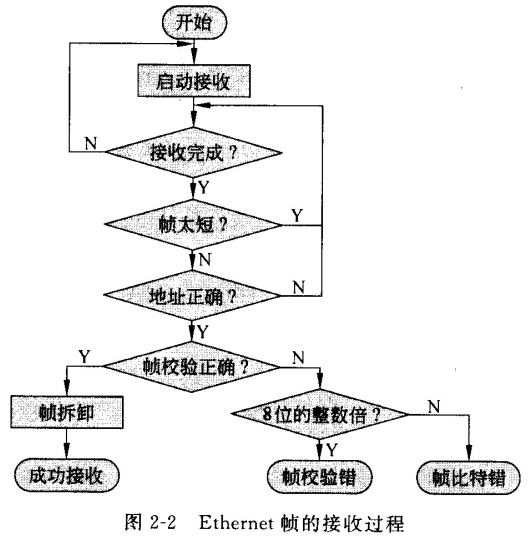 开始
启动接收
接收完成?
N
Y
帧太短?
Y
N
地址正确?
N
Y
帧校验正确?
Y
N
帧拆卸
8位的整数倍?
N
Y
成功接收
帧校验错
帧比特错
图 2-2 Ethernet 帧的接收过程